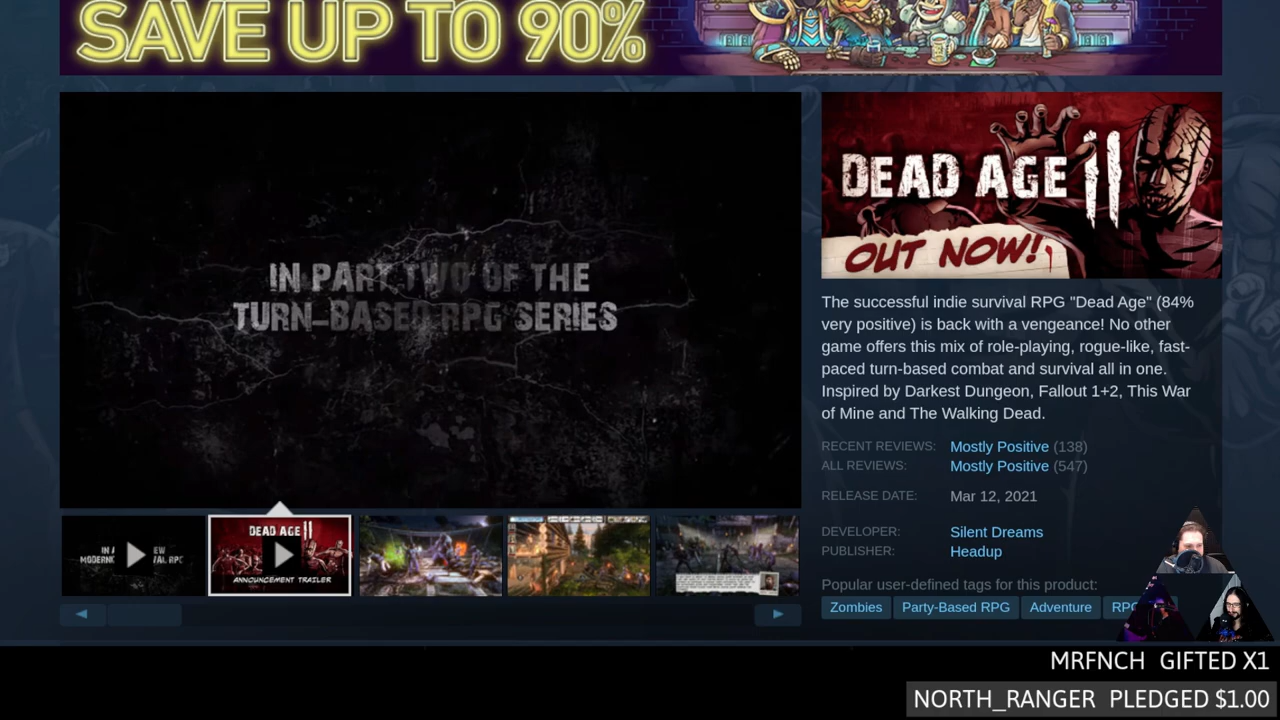 SAVE UP TO 90%
IN PART TWO OF THE
TURN-BASED RPG SERIES
DEAD AGE II
OUT NOW!
The successful indie survival RPG "Dead Age" (84%
very positive) is back with a vengeance! No other
game offers this mix of role-playing, rogue-like, fast-
paced turn-based combat and survival all in one.
Inspired by Darkest Dungeon, Fallout 1+2, This War
of Mine and The Walking Dead.
RECENT REVIEWS: Mostly Positive (138)
ALL REVIEWS: Mostly Positive (547)
RELEASE DATE: Mar 12, 2021
DEVELOPER: Silent Dreams
PUBLISHER: Headup
Popular user-defined tags for this product:
Zombies Party-Based RPG Adventure RPG
DEAD AGE II
ANNOUNCEMENT TRAILER
MRFNCH GIFTED X1
NORTH_RANGER PLEDGED $1.00